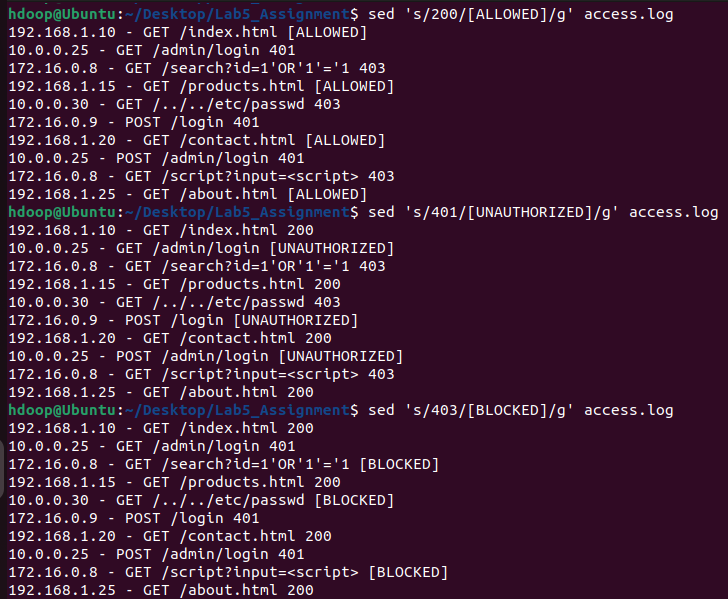 hdoop@Ubuntu:~/Desktop/Lab5_Assignment$ sed 's/200/[ALLOWED]/g' access.log
192.168.1.10 - GET /index.html [ALLOWED]
10.0.0.25 - GET /admin/login 401
172.16.0.8 - GET /search?id=1'OR'1'='1 403
192.168.1.15 - GET /products.html [ALLOWED]
10.0.0.30 - GET /../../etc/passwd 403
172.16.0.9 - POST /login 401
192.168.1.20 - GET /contact.html [ALLOWED]
10.0.0.25 - POST /admin/login 401
172.16.0.8 - GET /script?input=<script> 403
192.168.1.25 - GET /about.html [ALLOWED]
hdoop@Ubuntu:~/Desktop/Lab5_Assignment$ sed 's/401/[UNAUTHORIZED]/g' access.log
192.168.1.10 - GET /index.html 200
10.0.0.25 - GET /admin/login [UNAUTHORIZED]
172.16.0.8 - GET /search?id=1'OR'1'='1 403
192.168.1.15 - GET /products.html 200
10.0.0.30 - GET /../../etc/passwd 403
172.16.0.9 - POST /login [UNAUTHORIZED]
192.168.1.20 - GET /contact.html 200
10.0.0.25 - POST /admin/login [UNAUTHORIZED]
172.16.0.8 - GET /script?input=<script> 403
192.168.1.25 - GET /about.html 200
hdoop@Ubuntu:~/Desktop/Lab5_Assignment$ sed 's/403/[BLOCKED]/g' access.log
192.168.1.10 - GET /index.html 200
10.0.0.25 - GET /admin/login 401
172.16.0.8 - GET /search?id=1'OR'1'='1 [BLOCKED]
192.168.1.15 - GET /products.html 200
10.0.0.30 - GET /../../etc/passwd [BLOCKED]
172.16.0.9 - POST /login 401
192.168.1.20 - GET /contact.html 200
10.0.0.25 - POST /admin/login 401
172.16.0.8 - GET /script?input=<script> [BLOCKED]
192.168.1.25 - GET /about.html 200